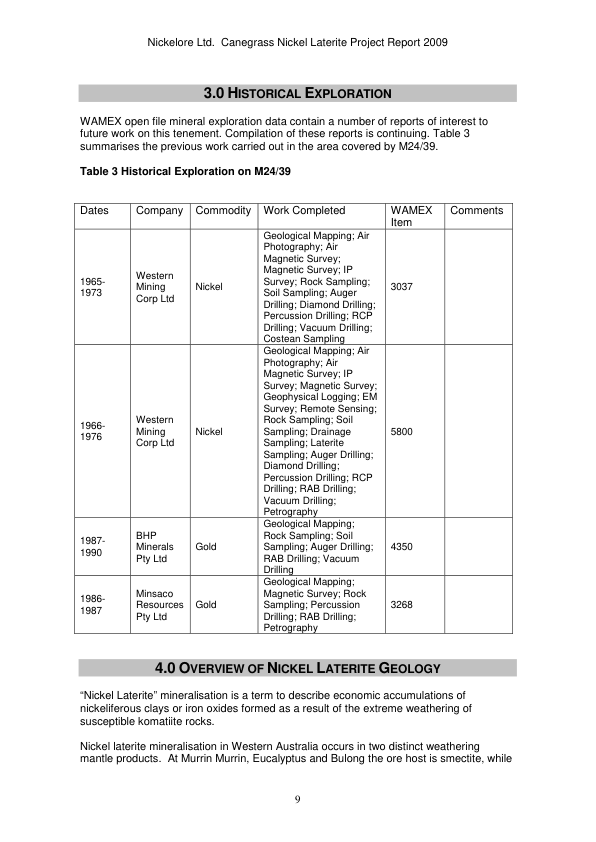 Nickelore Ltd.  Canegrass Nickel Laterite Project Report 2009
3.0 HISTORICAL EXPLORATION
WAMEX open file mineral exploration data contain a number of reports of interest to
future work on this tenement. Compilation of these reports is continuing. Table 3
summarises the previous work carried out in the area covered by M24/39.
Table 3 Historical Exploration on M24/39
Dates Company Commodity Work Completed WAMEX Item Comments
1965-
1973
Western
Mining
Corp Ltd
Nickel
Geological Mapping; Air
Photography; Air
Magnetic Survey;
Magnetic Survey; IP
Survey; Rock Sampling;
Soil Sampling; Auger
Drilling; Diamond Drilling;
Percussion Drilling; RCP
Drilling; Vacuum Drilling;
Costean Sampling
3037
1966-
1976
Western
Mining
Corp Ltd
Nickel
Geological Mapping; Air
Photography; Air
Magnetic Survey; IP
Survey; Magnetic Survey;
Geophysical Logging; EM
Survey; Remote Sensing;
Rock Sampling; Soil
Sampling; Drainage
Sampling; Laterite
Sampling; Auger Drilling;
Diamond Drilling;
Percussion Drilling; RCP
Drilling; RAB Drilling;
Vacuum Drilling;
Petrography
5800
1987-
1990
BHP
Minerals
Pty Ltd
Gold
Geological Mapping;
Rock Sampling; Soil
Sampling; Auger Drilling;
RAB Drilling; Vacuum
Drilling
4350
1986-
1987
Minsaco
Resources
Pty Ltd
Gold
Geological Mapping;
Magnetic Survey; Rock
Sampling; Percussion
Drilling; RAB Drilling;
Petrography
3268
4.0 OVERVIEW OF NICKEL LATERITE GEOLOGY
“Nickel Laterite” mineralisation is a term to describe economic accumulations of
nickeliferous clays or iron oxides formed as a result of the extreme weathering of
susceptible komatiite rocks.
Nickel laterite mineralisation in Western Australia occurs in two distinct weathering
mantle products.  At Murrin Murrin, Eucalyptus and Bulong the ore host is smectite, while
9